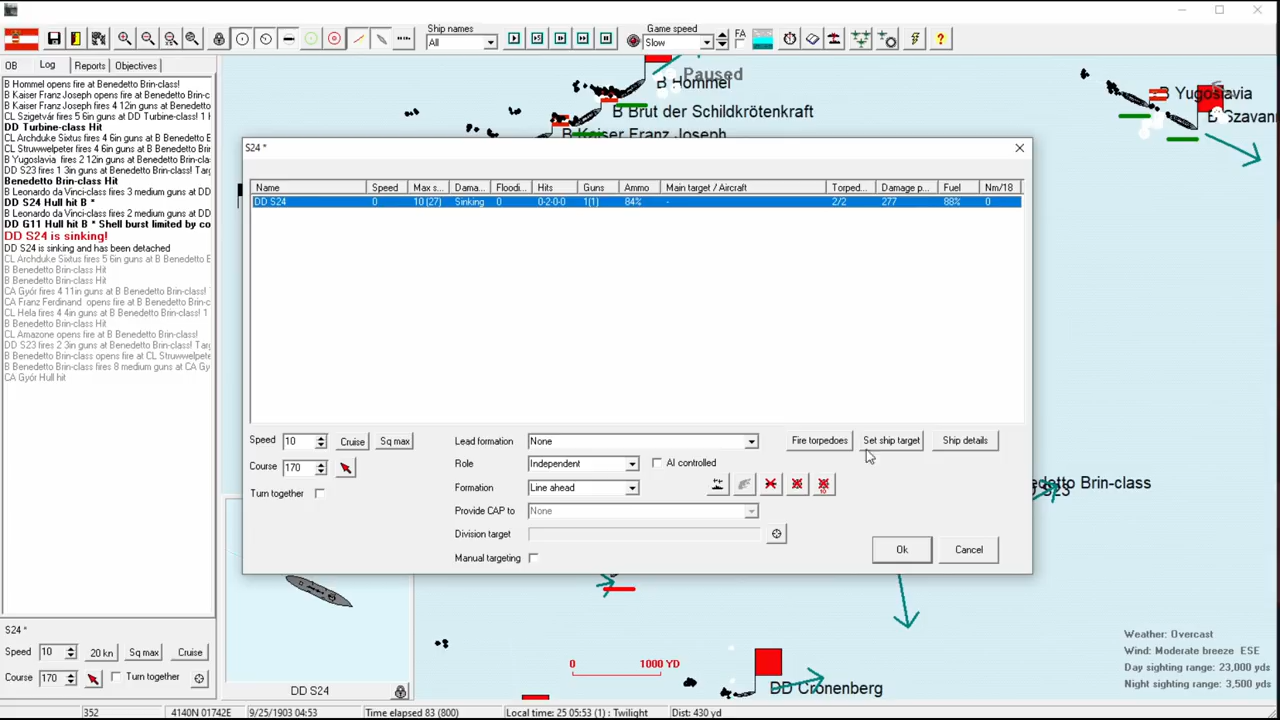 Ship names
All
Game speed
Slow
FA
OB
Log
Reports
Objectives
B Hommel opens fire at Benedetto Brin-class!
B Kaiser Franz Joseph opens fire at Benedetto Brin-c
B Kaiser Franz Joseph fires 4 12in guns at B Benedetto
CL Szigetvár fires 5 6in guns at DD Turbine-class! 1 H
DD Turbine-class Hit
CL Archduke Sixtus fires 4 6in guns at B Benedetto Br
CL Struwwelpeter fires 4 6in guns at B Benedetto Br
B Yugoslavia fires 2 12in guns at B Benedetto Brin-cla
DD S23 fires 1 3in guns at DD Turbine-class! Tar
Benedetto Brin-class Hit
B Leonardo da Vinci-class fires 3 medium guns at DD
DD S24 Hull hit B *
B Leonardo da Vinci-class fires 2 medium guns at DD
DD G11 Hull hit B * Shell burst limited by co
DD S24 is sinking!
DD S24 is sinking and has been detached
CL Archduke Sixtus fires 5 6in guns at B Benedetto E
B Benedetto Brin-class Hit
B Benedetto Brin-class Hit
CA Győr fires 4 11in guns at B Benedetto Brin-class!
CA Franz Ferdinand opens fire at B Benedetto Brin-
CL Hela fires 4 4in guns at B Benedetto Brin-class! 1
B Benedetto Brin-class Hit
CL Amazone opens fire at B Benedetto Brin-class!
DD S23 fires 2 3in guns at B Benedetto Brin-class! Tar
B Benedetto Brin-class opens fire at CL Struwwelpete
B Benedetto Brin-class fires 8 medium guns at CA Gy
CA Győr Hull hit
Paused
B Hommel
B Brut der Schildkrötenkraft
B Kaiser Franz Joseph
B Yugoslavia
B Szavan
S24 *
Name
Speed
Max s...
Dama...
Floodi...
Hits
Guns
Ammo
Main target / Aircraft
Torped...
Damage p...
Fuel
Nm/18
DD S24
0
10 (27)
Sinking
0
0-2-0-0
1(1)
84%
-
2/2
277
88%
0
Speed
10
Cruise
Sq max
Course
170
Turn together
Lead formation
None
Role
Independent
AI controlled
Formation
Line ahead
Provide CAP to
None
Division target
Manual targeting
Fire torpedoes
Set ship target
Ship details
10
Ok
Cancel
edetto Brin-class
S23
DD Cronenberg
0
1000 YD
Weather: Overcast
Wind: Moderate breeze ESE
Day sighting range: 23,000 yds
Night sighting range: 3,500 yds
S24 *
Speed
10
20 kn
Sq max
Cruise
Course
170
Turn together
DD S24
352
4140N 01742E
9/25/1903 04:53
Time elapsed 83 (800)
Local time: 25 05:53 (1) : Twilight
Dist: 430 yd